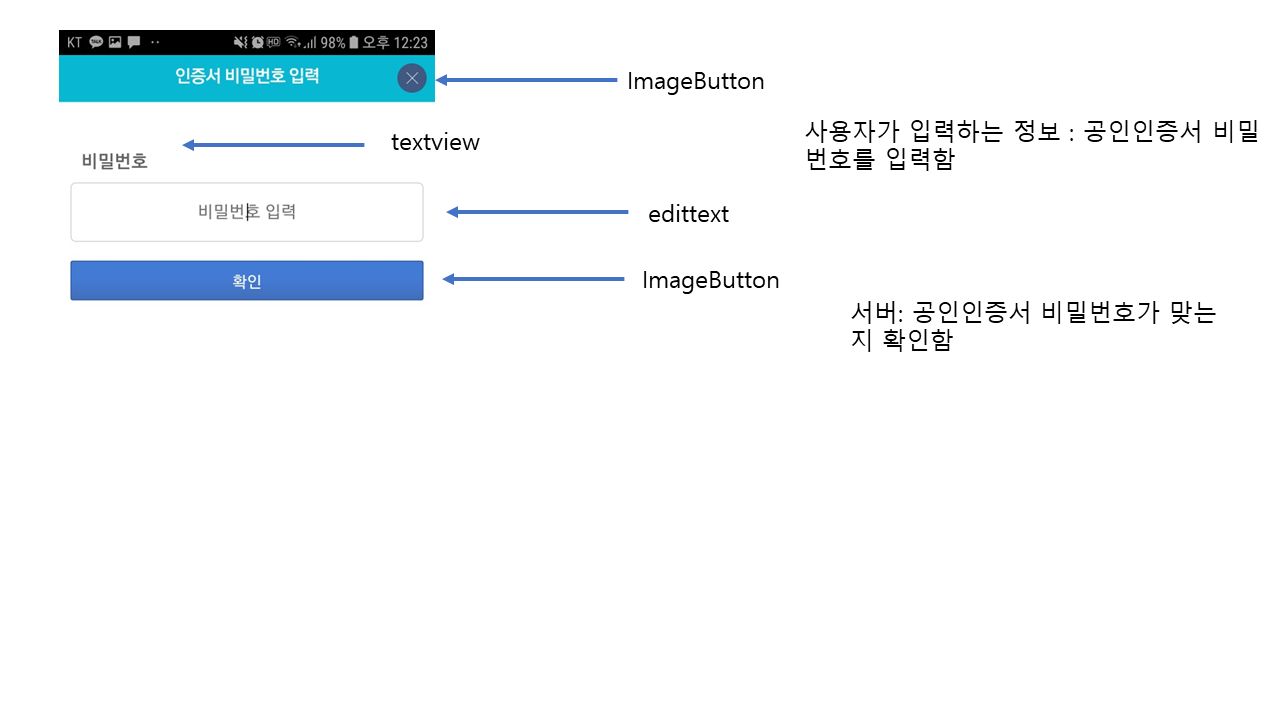 KT 98% 오후 12:23
인증서 비밀번호 입력
ImageButton
사용자가 입력하는 정보 : 공인인증서 비밀
번호를 입력함
textview
비밀번호
비밀번호 입력
edittext
확인
ImageButton
서버: 공인인증서 비밀번호가 맞는
지 확인함